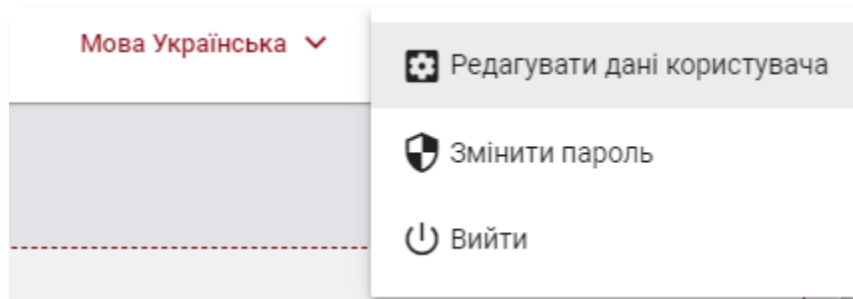 Мова Українська
Редагувати дані користувача
Змінити пароль
Вийти